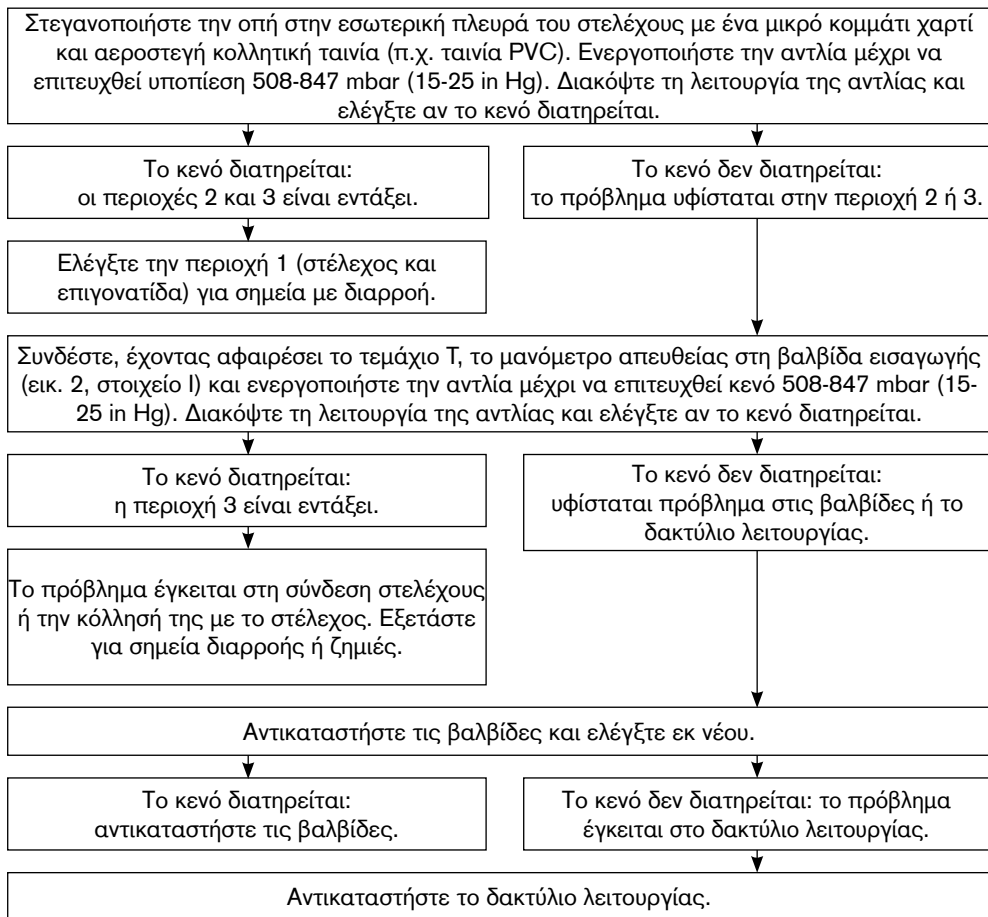 Στεγανοποιήστε την οπή στην εσωτερική πλευρά του στελέχους με ένα μικρό κομμάτι χαρτί
και αεροστεγή κολλητική ταινία (π.χ. ταινία PVC). Ενεργοποιήστε την αντλία μέχρι να
επιτευχθεί υποπίεση 508-847 mbar (15-25 in Hg). Διακόψτε τη λειτουργία της αντλίας και
ελέγξτε αν το κενό διατηρείται.
Το κενό διατηρείται:
οι περιοχές 2 και 3 είναι εντάξει.
Το κενό δεν διατηρείται:
το πρόβλημα υφίσταται στην περιοχή 2 ή 3.
Ελέγξτε την περιοχή 1 (στέλεχος και
επιγονατίδα) για σημεία με διαρροή.
Συνδέστε, έχοντας αφαιρέσει το τεμάχιο Τ, το μανόμετρο απευθείας στη βαλβίδα εισαγωγής
(εικ. 2, στοιχείο I) και ενεργοποιήστε την αντλία μέχρι να επιτευχθεί κενό 508-847 mbar (15-
25 in Hg). Διακόψτε τη λειτουργία της αντλίας και ελέγξτε αν το κενό διατηρείται.
Το κενό διατηρείται:
η περιοχή 3 είναι εντάξει.
Το κενό δεν διατηρείται:
υφίσταται πρόβλημα στις βαλβίδες ή το
δακτύλιο λειτουργίας.
Το πρόβλημα έγκειται στη σύνδεση στελέχους
ή την κόλλησή της με το στέλεχος. Εξετάστε
για σημεία διαρροής ή ζημιές.
Αντικαταστήστε τις βαλβίδες και ελέγξτε εκ νέου.
Το κενό διατηρείται:
αντικαταστήστε τις βαλβίδες.
Το κενό δεν διατηρείται: το πρόβλημα
έγκειται στο δακτύλιο λειτουργίας.
Αντικαταστήστε το δακτύλιο λειτουργίας.